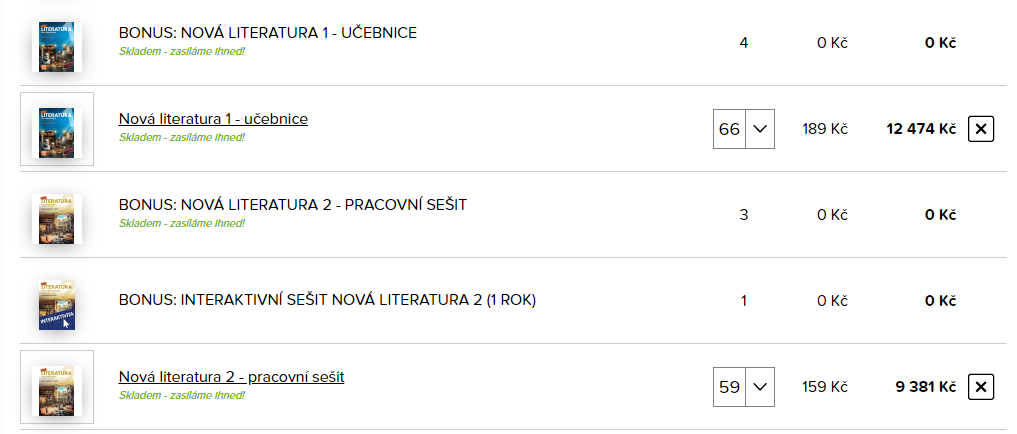 BONUS: NOVÁ LITERATURA 1 - UČEBNICE
Skladem - zasíláme ihned!
4 0 Kč 0 Kč
Nová literatura 1 - učebnice
Skladem - zasíláme ihned!
66 189 Kč 12 474 Kč
BONUS: NOVÁ LITERATURA 2 - PRACOVNÍ SEŠIT
Skladem - zasíláme ihned!
3 0 Kč 0 Kč
LITERATURA
INTERAKTIVITA
BONUS: INTERAKTIVNÍ SEŠIT NOVÁ LITERATURA 2 (1 ROK)
1 0 Kč 0 Kč
Nová literatura 2 - pracovní sešit
Skladem - zasíláme ihned!
59 159 Kč 9 381 Kč